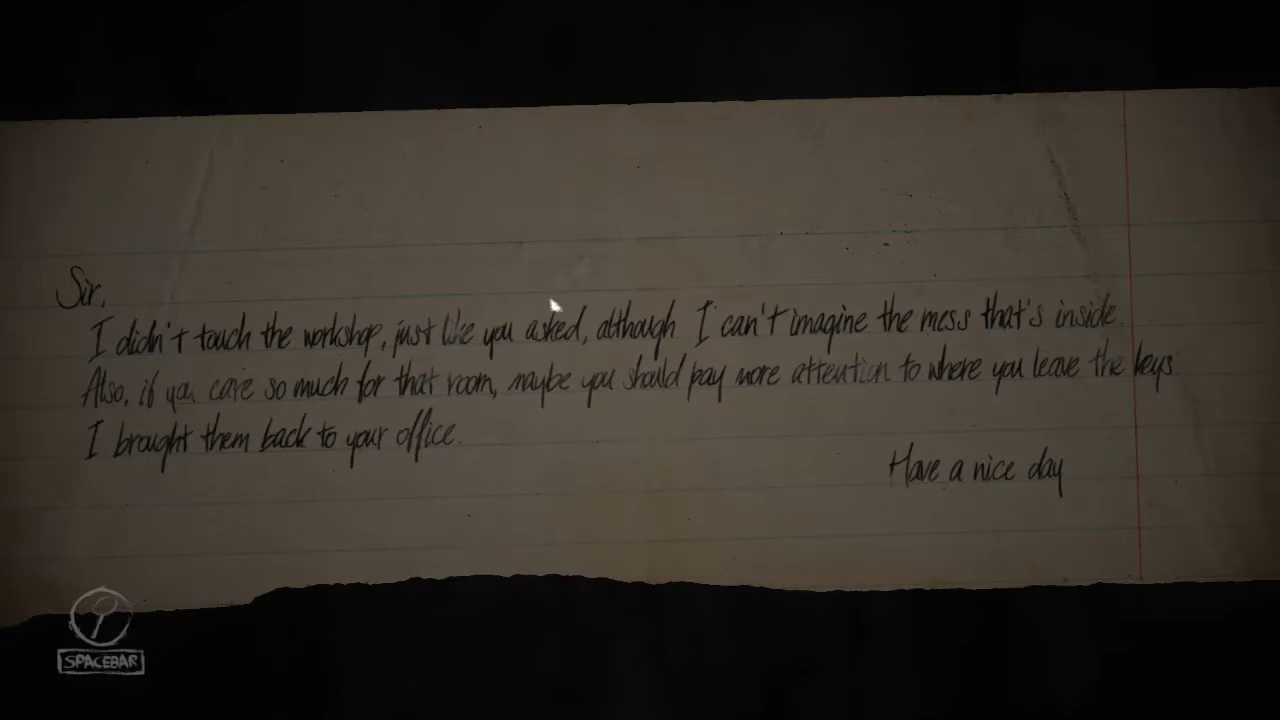 Sir,
I didn't touch the workshop, just like you asked, although I can't imagine the mess that's inside.
Also, if you care so much for that room, maybe you should pay more attention to where you leave the keys.
I brought them back to your office.
Have a nice day
SPACEBAR